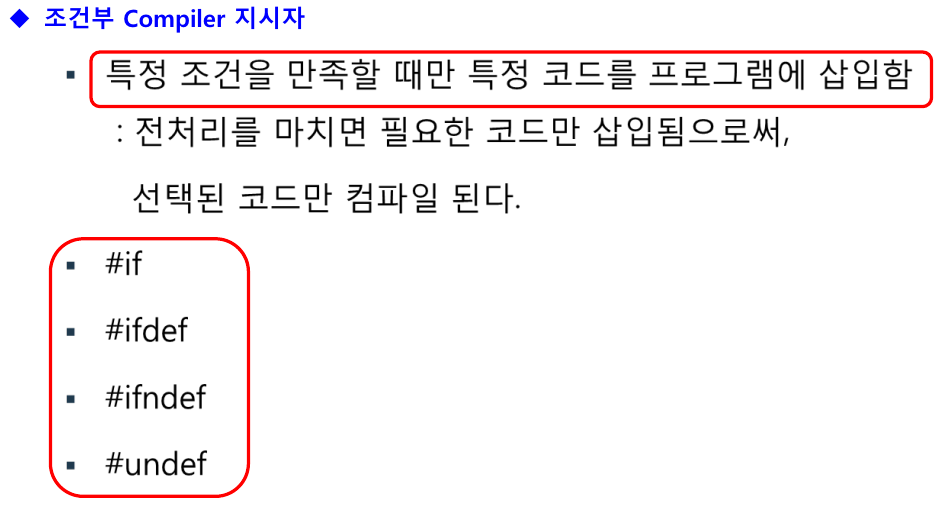 ◆ 조건부 Compiler 지시자
▪ 특정 조건을 만족할 때만 특정 코드를 프로그램에 삽입함
: 전처리를 마치면 필요한 코드만 삽입됨으로써,
선택된 코드만 컴파일 된다.
▪ #if
▪ #ifdef
▪ #ifndef
▪ #undef